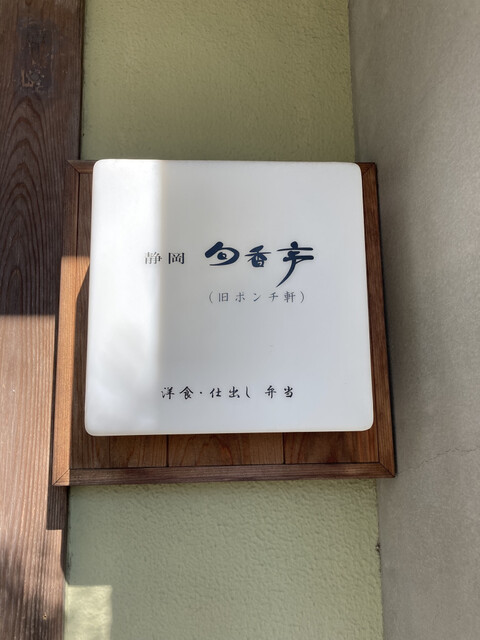 静岡 旬香亭
(旧ポンチ軒)
洋食・仕出し 弁当